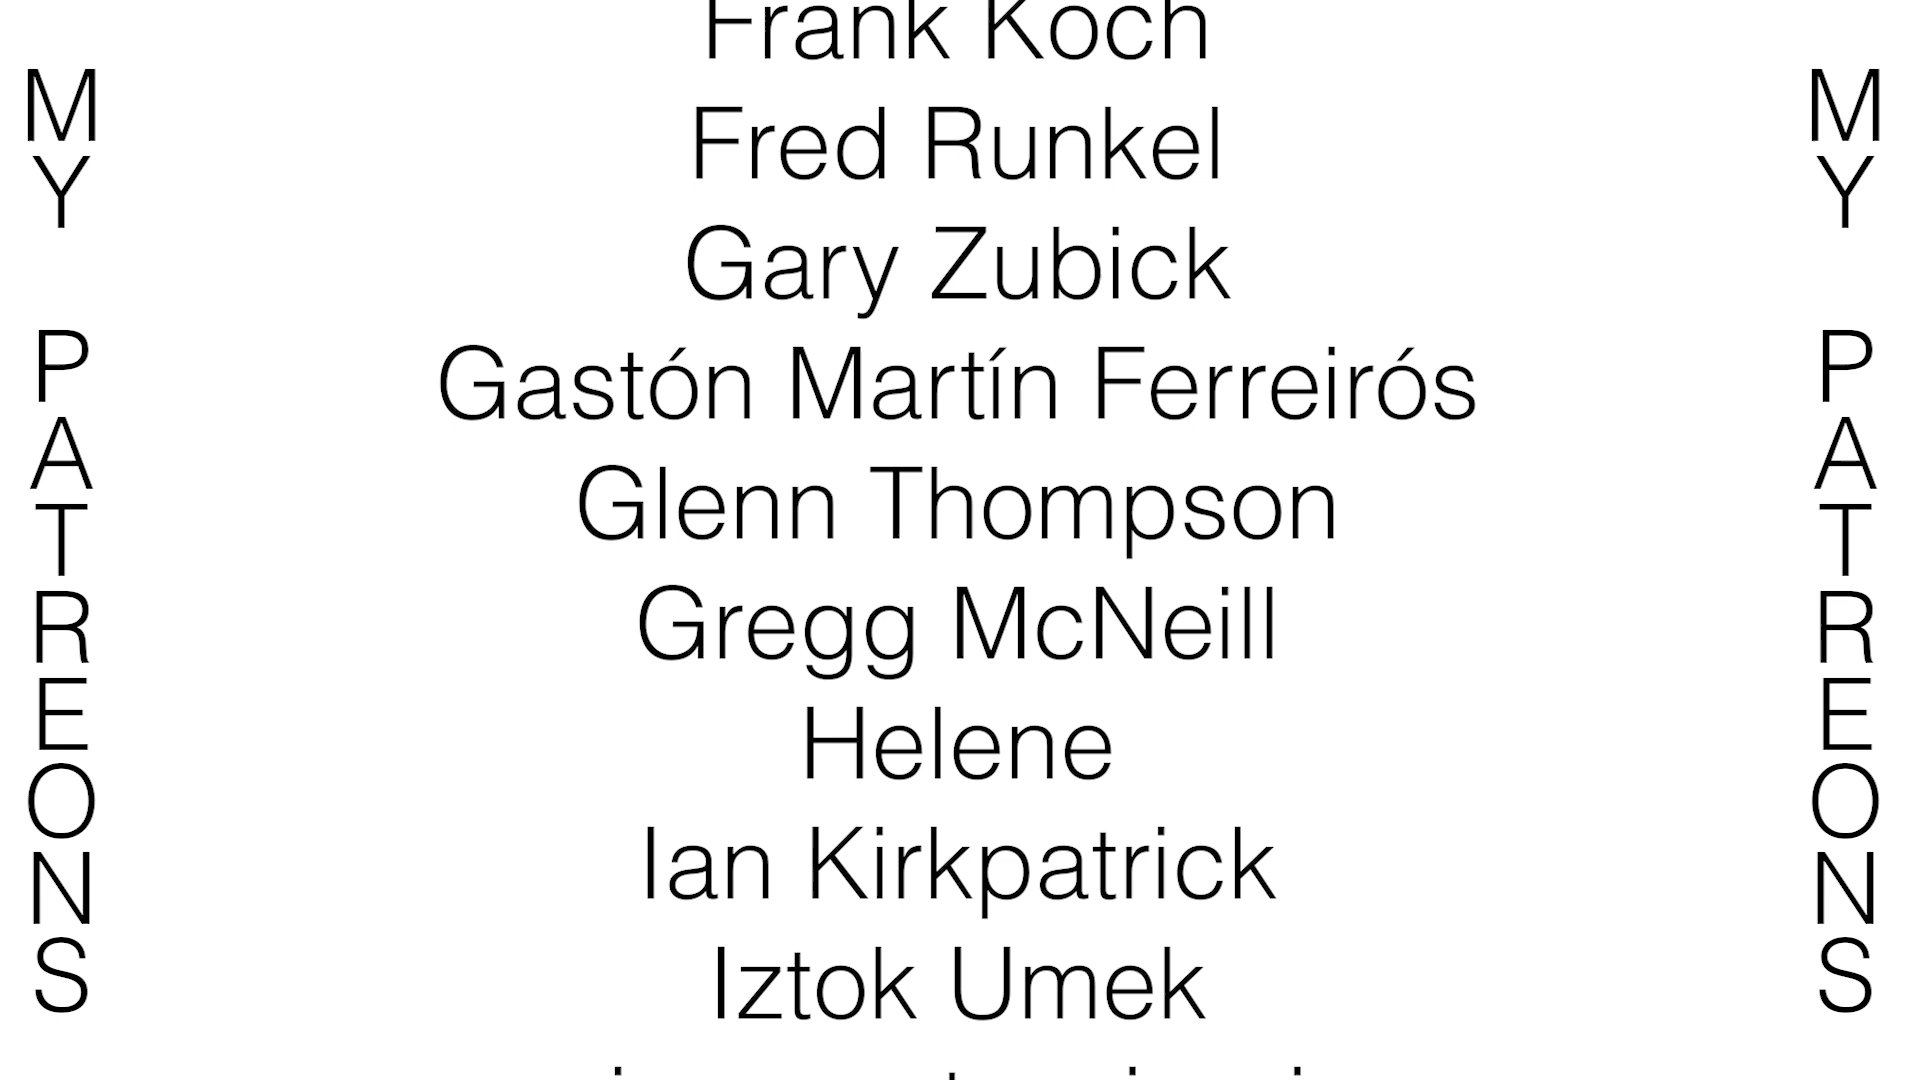 MY PATREONS
Frank Koch
Fred Runkel
Gary Zubick
Gastón Martín Ferreirós
Glenn Thompson
Gregg McNeill
Helene
Ian Kirkpatrick
Iztok Umek
MY PATREONS